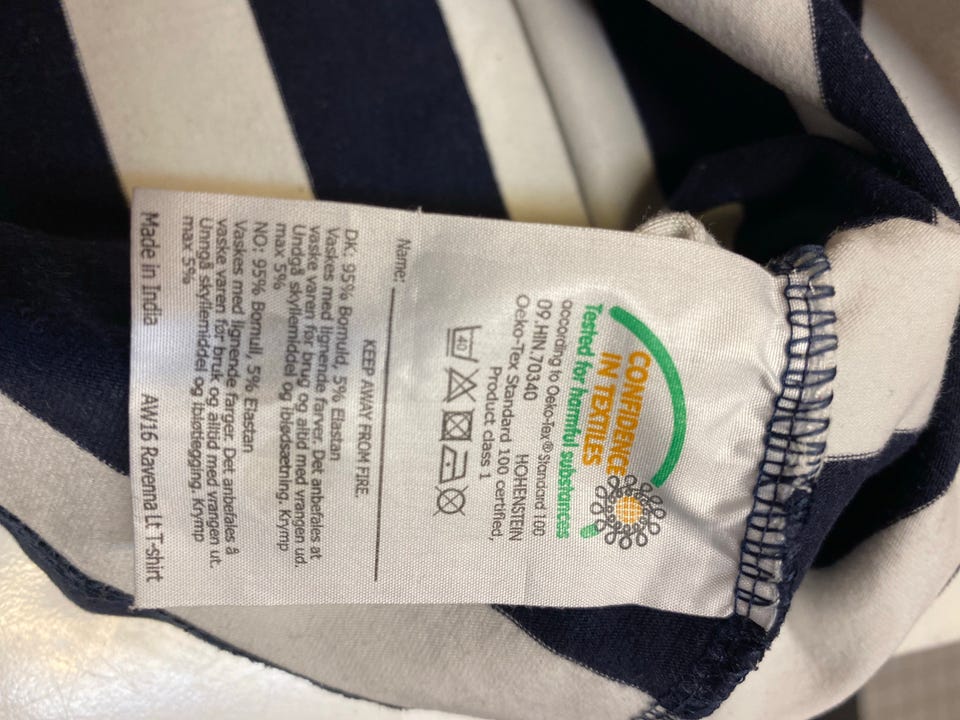 CONFIDENCE
IN TEXTILES
Tested for harmful substances
according to Oeko-Tex® Standard 100
09.HIN.70340 HOHENSTEIN
Oeko-Tex Standard 100 certified,
Product class 1
40
KEEP AWAY FROM FIRE
Name:
DK: 95% Bomuld, 5% Elastan
Vaskes med lignende farver. Det anbefales at
vaske varen før brug og altid med vrangen ud.
Undgå skyllemiddel og iblødsætning. Krymp
max 5%
NO: 95% Bomull, 5% Elastan
Vaskes med lignende farger. Det anbefales å
vaske varen før bruk og alltid med vrangen ut.
Unngå skyllemiddel og ibløtlegging. Krymp
max 5%
Made in India AW16 Ravenna Lt T-shirt